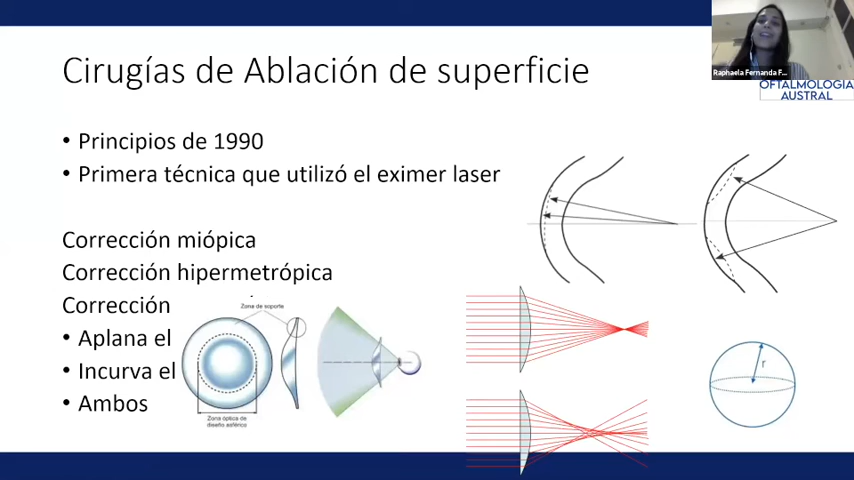 Cirugías de Ablación de superficie
Raphaela Fernanda F...
OFTALMOLOGIA
AUSTRAL
• Principios de 1990
• Primera técnica que utilizó el eximer laser
Corrección miópica
Corrección hipermetrópica
Corrección
• Aplana el
• Incurva el
• Ambos
Zona de soporte
Zona óptica de
diseño esférico
r